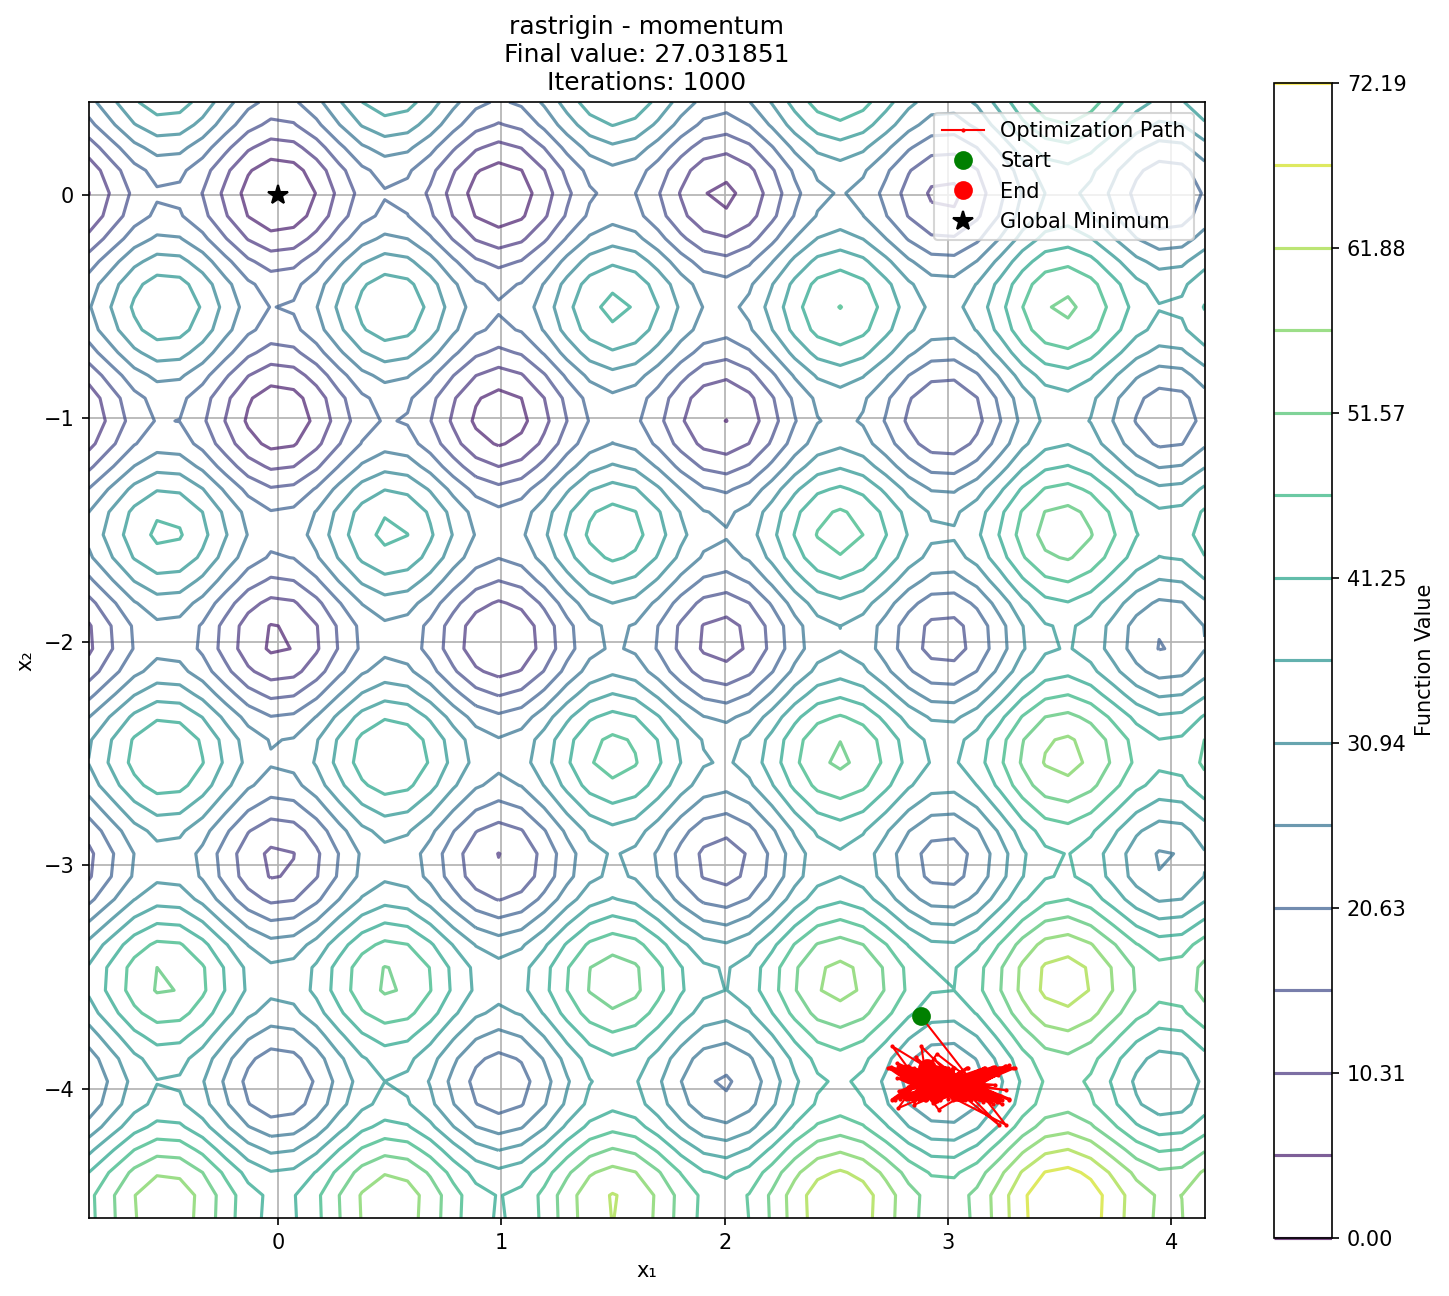 rastrigin - momentum
Final value: 27.031851
Iterations: 1000
Optimization Path
Start
End
Global Minimum
0
−1
−2
−3
−4
x₂
0
1
2
3
4
x₁
72.19
61.88
51.57
41.25
30.94
20.63
10.31
0.00
Function Value